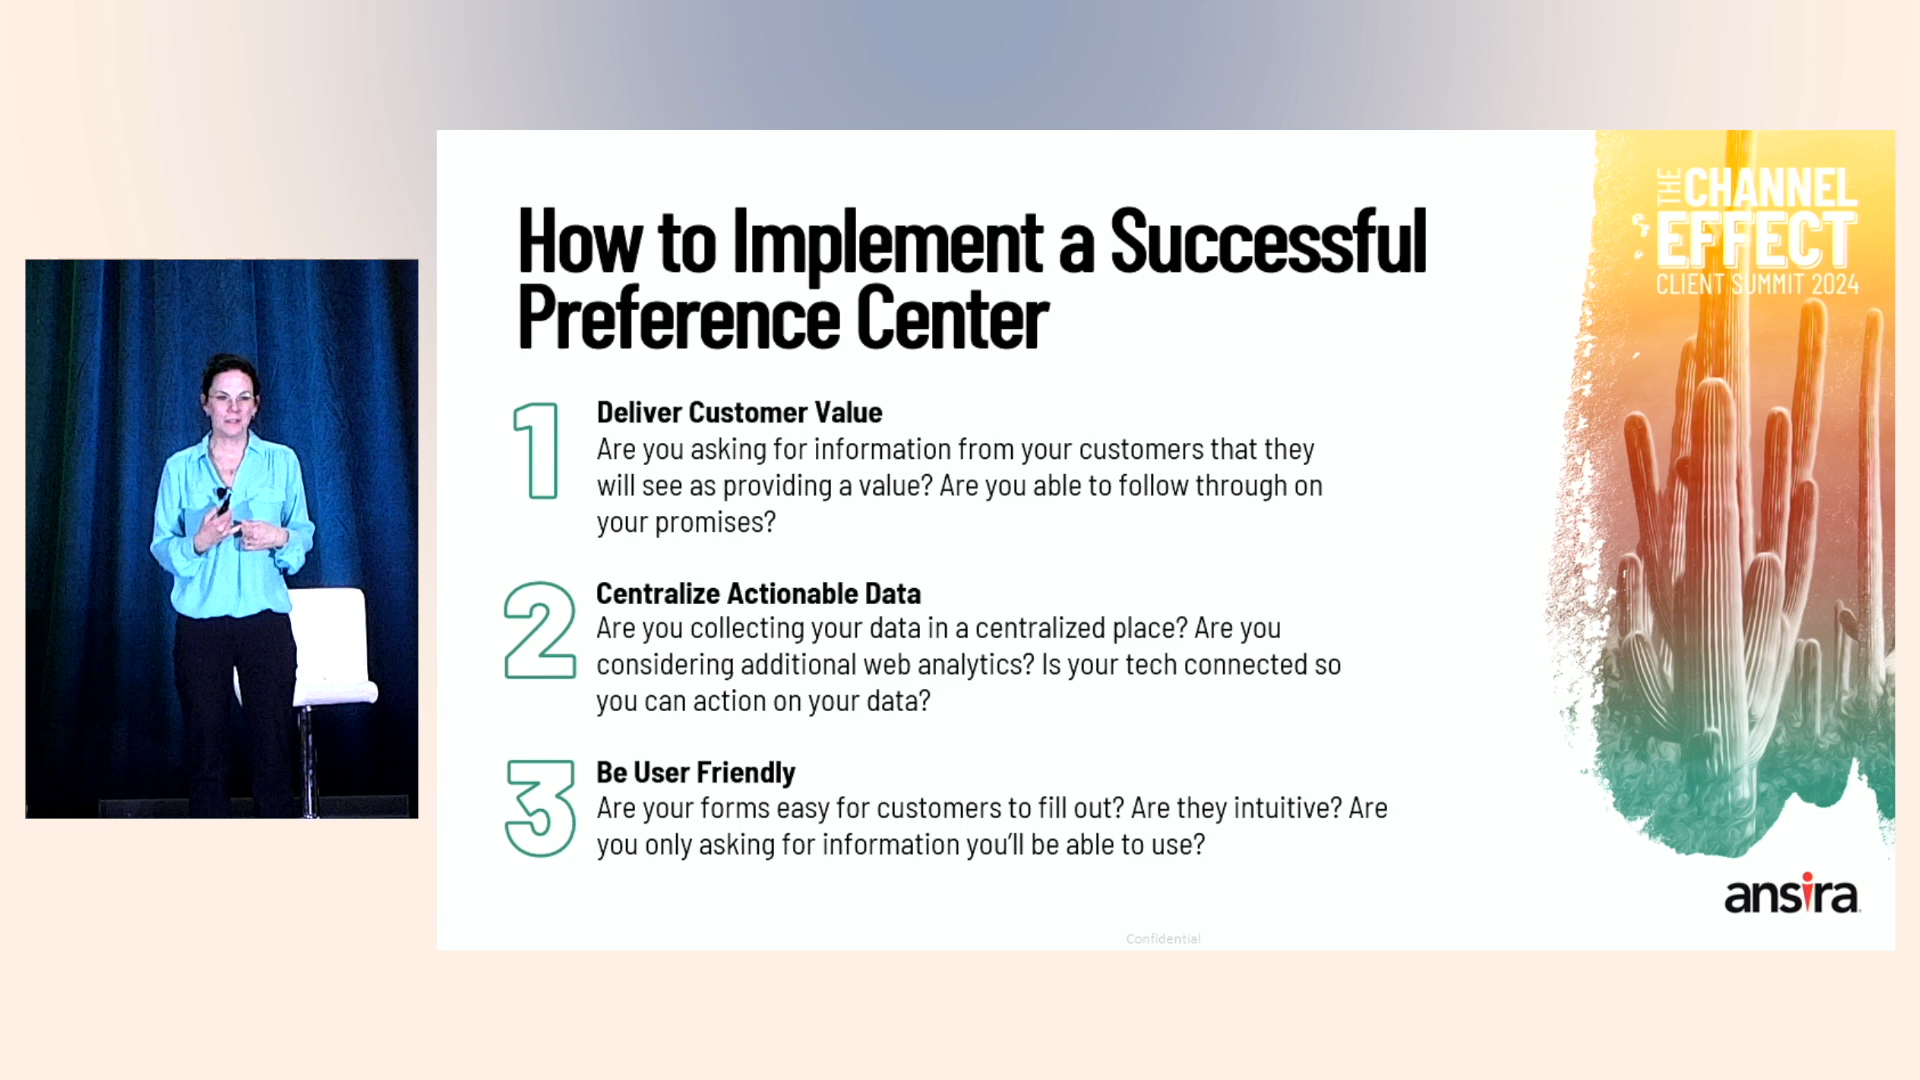 How to Implement a Successful
Preference Center
1
Deliver Customer Value
Are you asking for information from your customers that they
will see as providing a value? Are you able to follow through on
your promises?
2
Centralize Actionable Data
Are you collecting your data in a centralized place? Are you
considering additional web analytics? Is your tech connected so
you can action on your data?
3
Be User Friendly
Are your forms easy for customers to fill out? Are they intuitive? Are
you only asking for information you'll be able to use?
THE CHANNEL
EFFECT
CLIENT SUMMIT 2024
ansira
Confidential